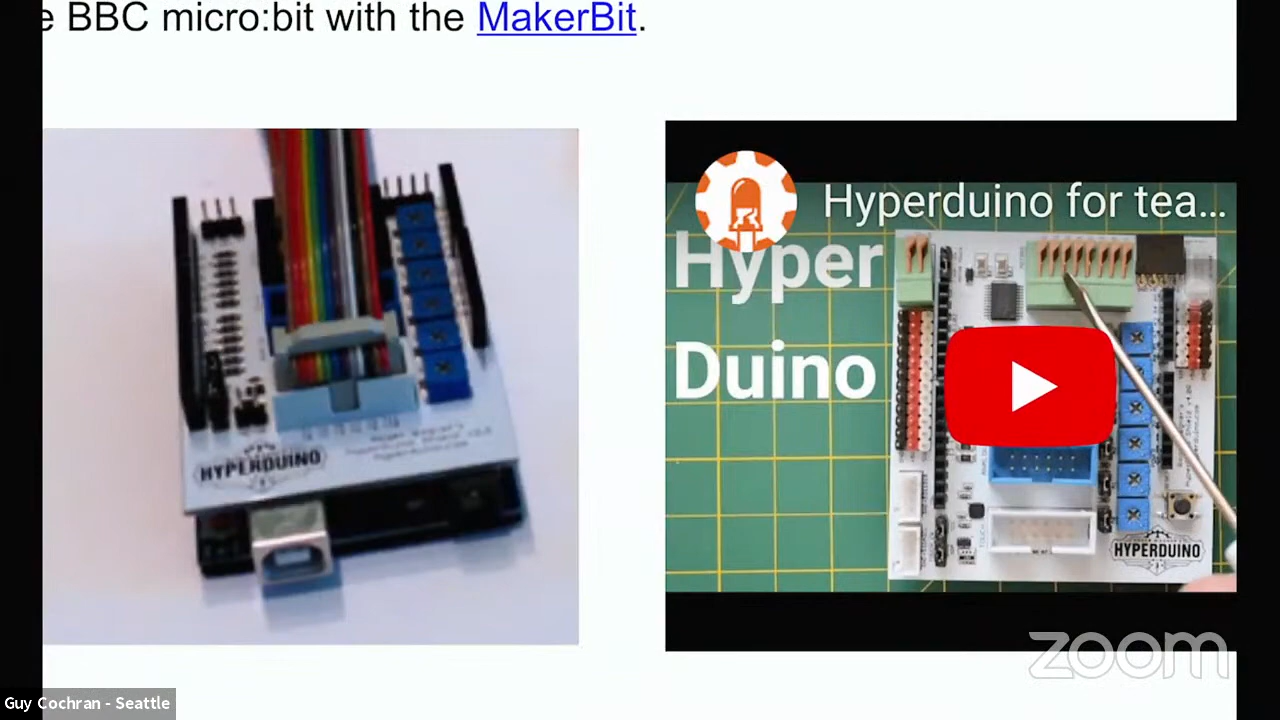 e BBC micro:bit with the MakerBit.
Hyperduino for tea...
Hyper
Duino
HYPERDUINO
HYPERDUINO
zoom
Guy Cochran - Seattle